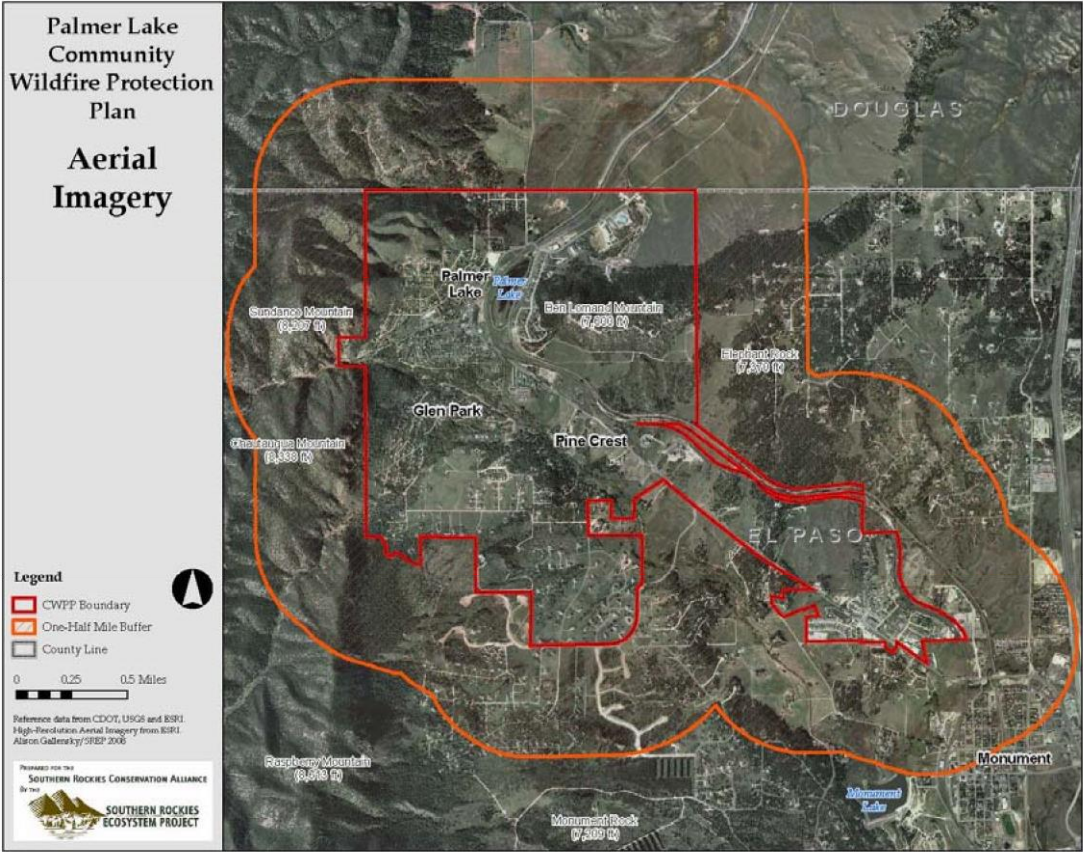 Palmer Lake
Community
Wildfire Protection
Plan
Aerial
Imagery
DOUGLAS
Palmer
Lake
Palmer
Lake
Sundance Mountain
Ben Lomand Mountain
Elephant Rock
Glen Park
Chautauqua Mountain
Pine Crest
EL PASO
Legend
CWPP Boundary
One-Half Mile Buffer
County Line
0 0.25 0.5 Miles
Reference data from CDOT, USGS and ESRI.
High-Resolution Aerial Imagery from ESRI.
Alison Gallensky/SREP 2008
Raspberry Mountain
Monument
Monument
Lake
Monument Rock
PREPARED FOR THE
SOUTHERN ROCKIES CONSERVATION ALLIANCE
BY THE
SOUTHERN ROCKIES
ECOSYSTEM PROJECT